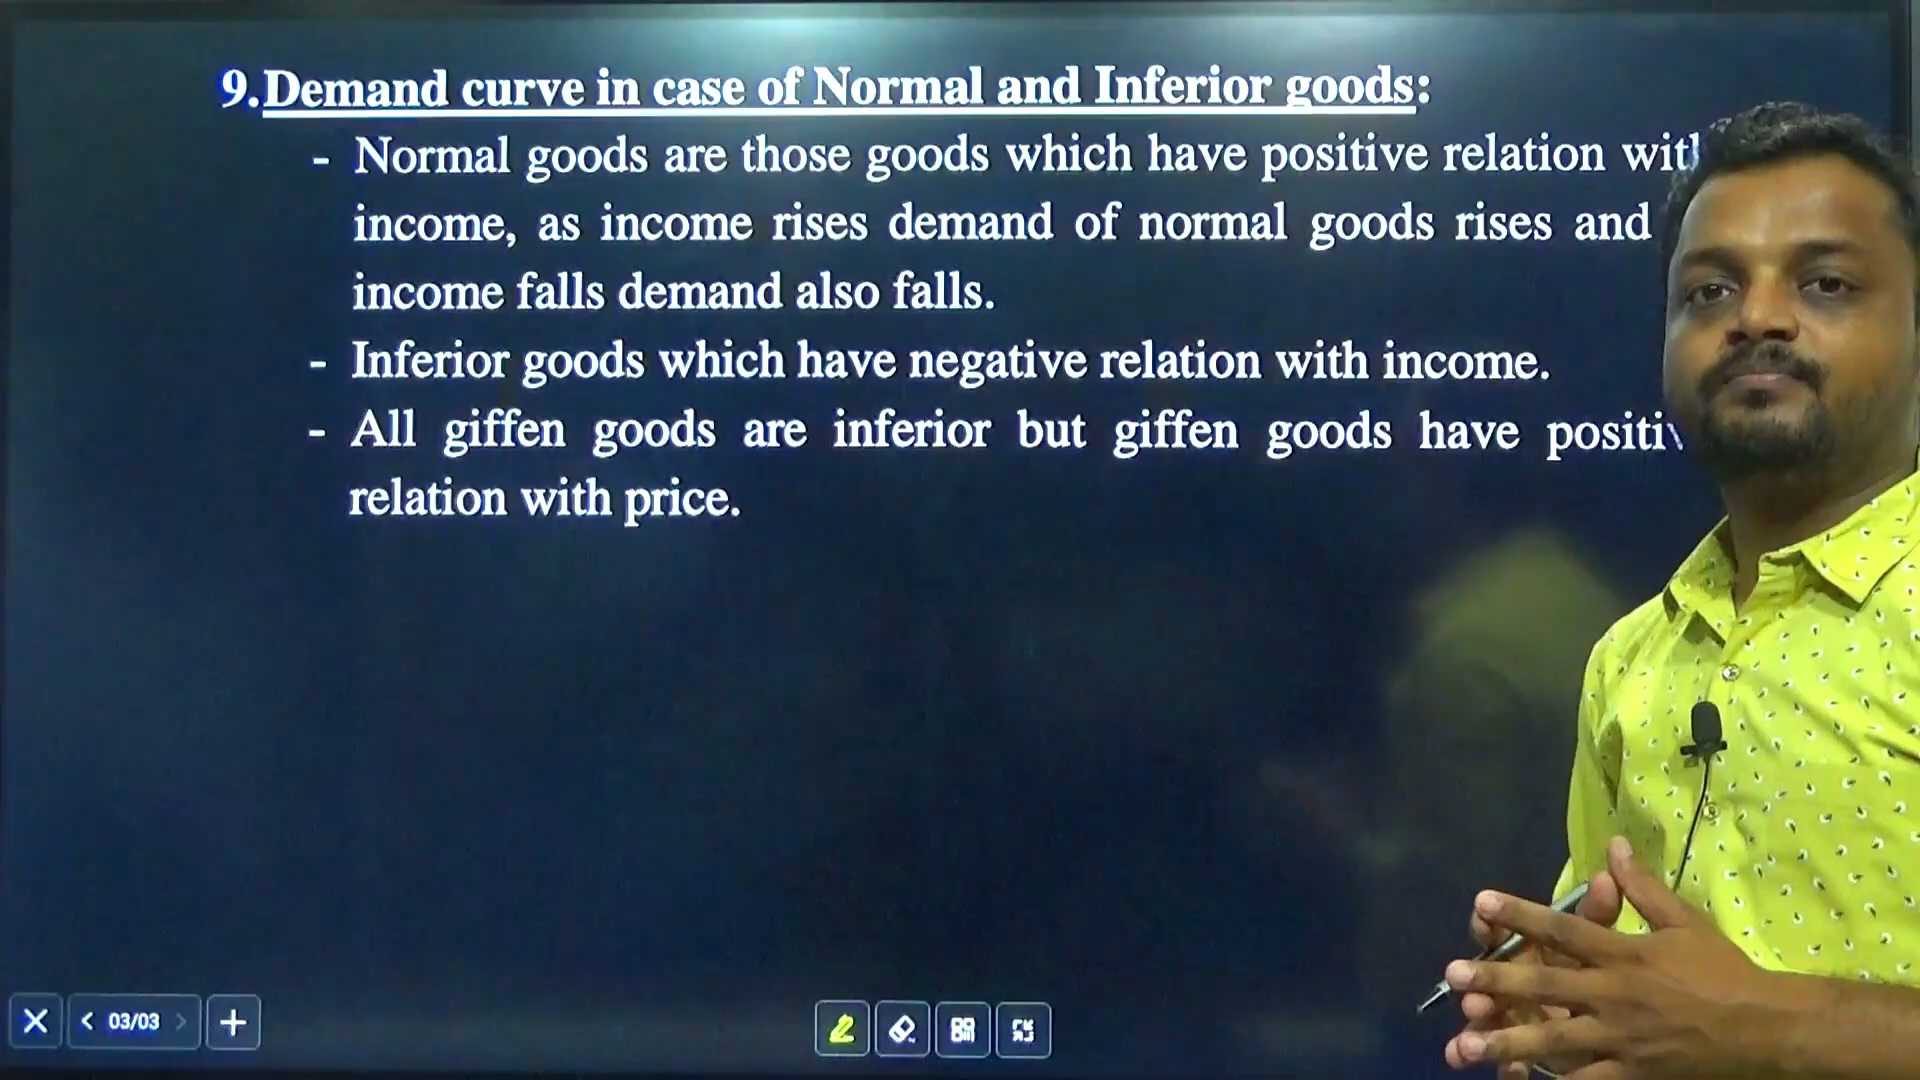 9. Demand curve in case of Normal and Inferior goods:
- Normal goods are those goods which have positive relation
income, as income rises demand of normal goods rises and
income falls demand also falls.
- Inferior goods which have negative relation with income.
- All giffen goods are inferior but giffen goods have
relation with price.
03/03